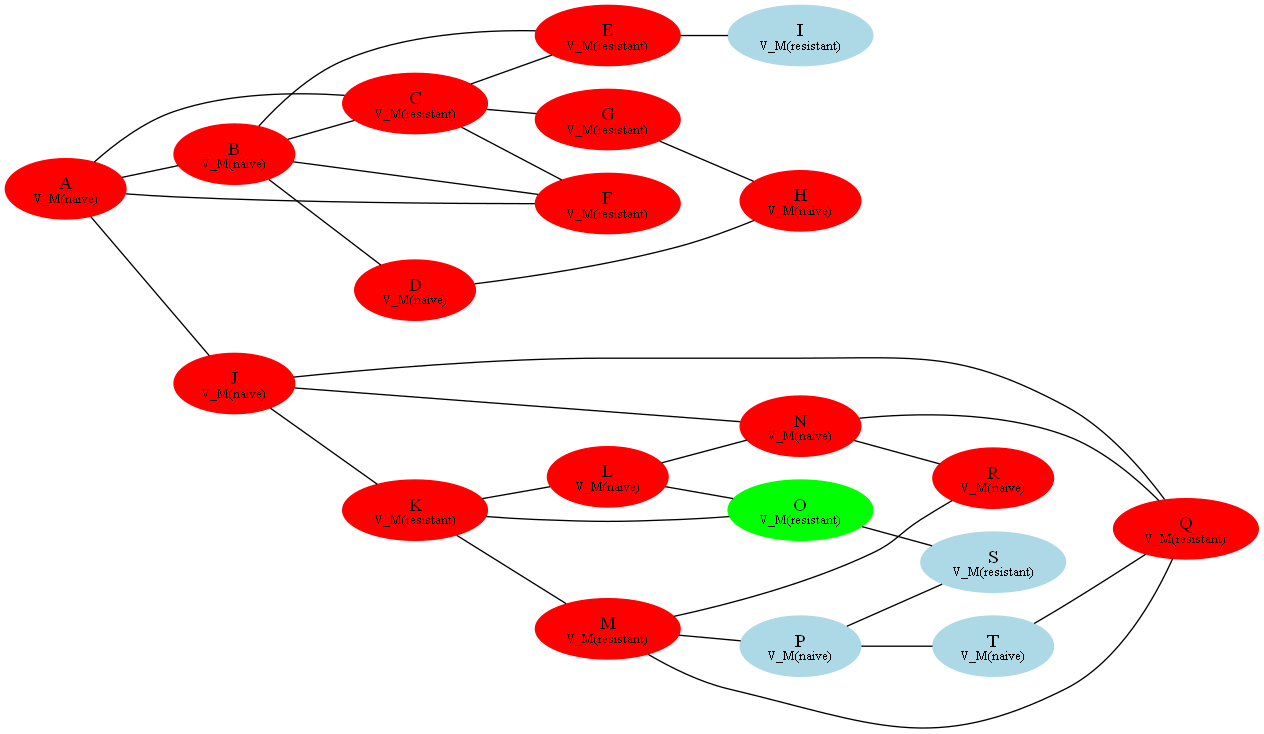 A
V_M(naive)
B
V_M(naive)
C
V_M(resistant)
E
V_M(resistant)
I
V_M(resistant)
G
V_M(resistant)
F
V_M(resistant)
H
V_M(naive)
D
V_M(naive)
J
V_M(naive)
K
V_M(resistant)
L
V_M(naive)
N
V_M(naive)
O
V_M(resistant)
R
V_M(naive)
Q
V_M(resistant)
S
V_M(resistant)
M
V_M(resistant)
P
V_M(naive)
T
V_M(naive)